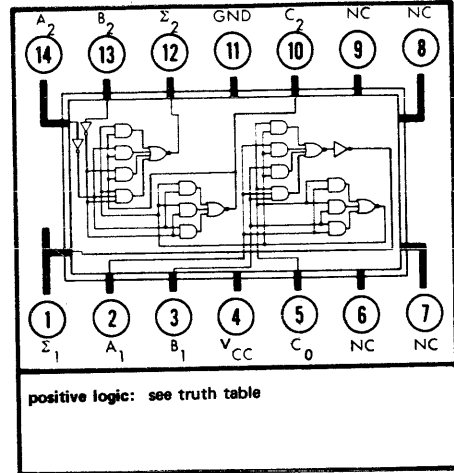 A2 B2 Σ2 GND C2 NC NC
14 13 12 11 10 9 8
1 2 3 4 5 6 7
Σ1 A1 B1 VCC C0 NC NC
positive logic: see truth table